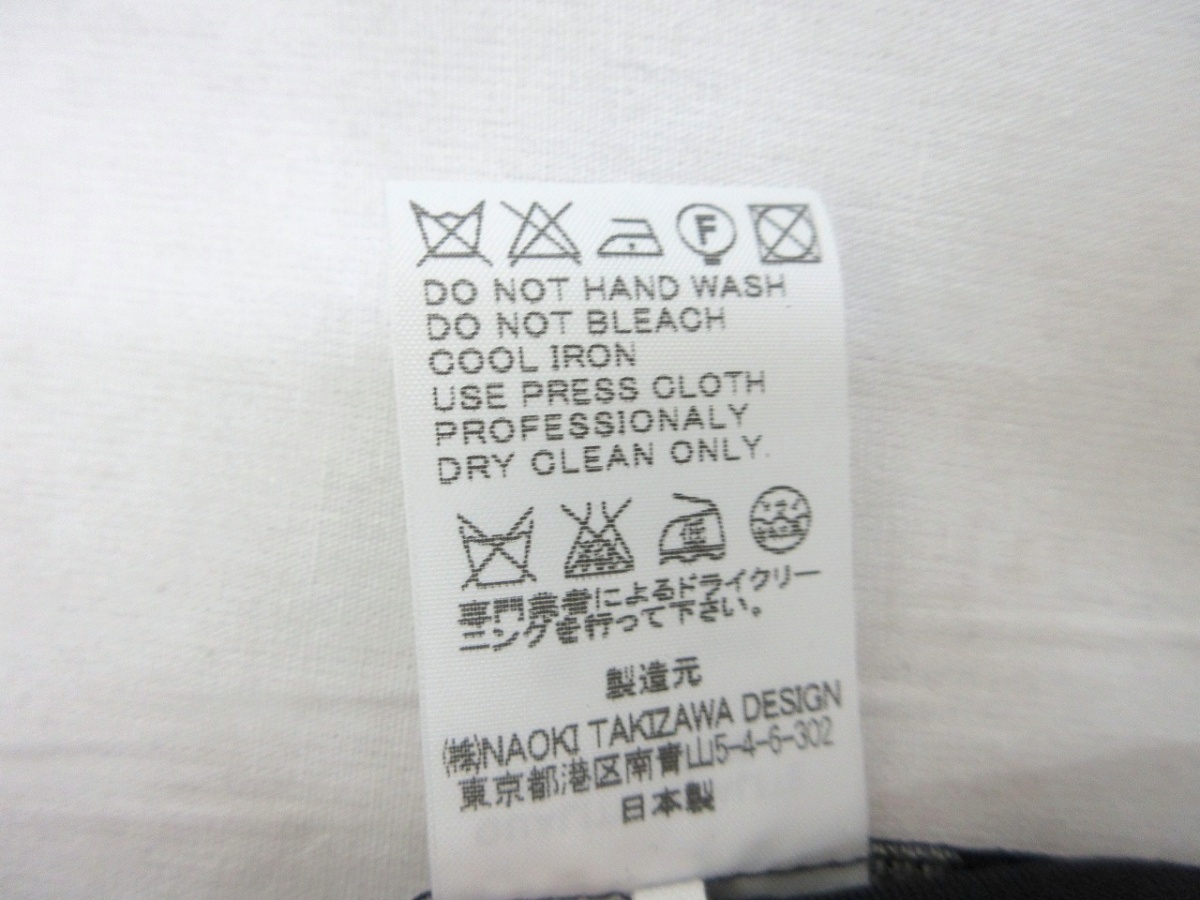 F
DO NOT HAND WASH
DO NOT BLEACH
COOL IRON
USE PRESS CLOTH
PROFESSIONALY
DRY CLEAN ONLY.
低
専門業者によるドライクリー
ニングを行って下さい。
製造元
(株)NAOKI TAKIZAWA DESIGN
東京都港区南青山5-4-6-302
日本製